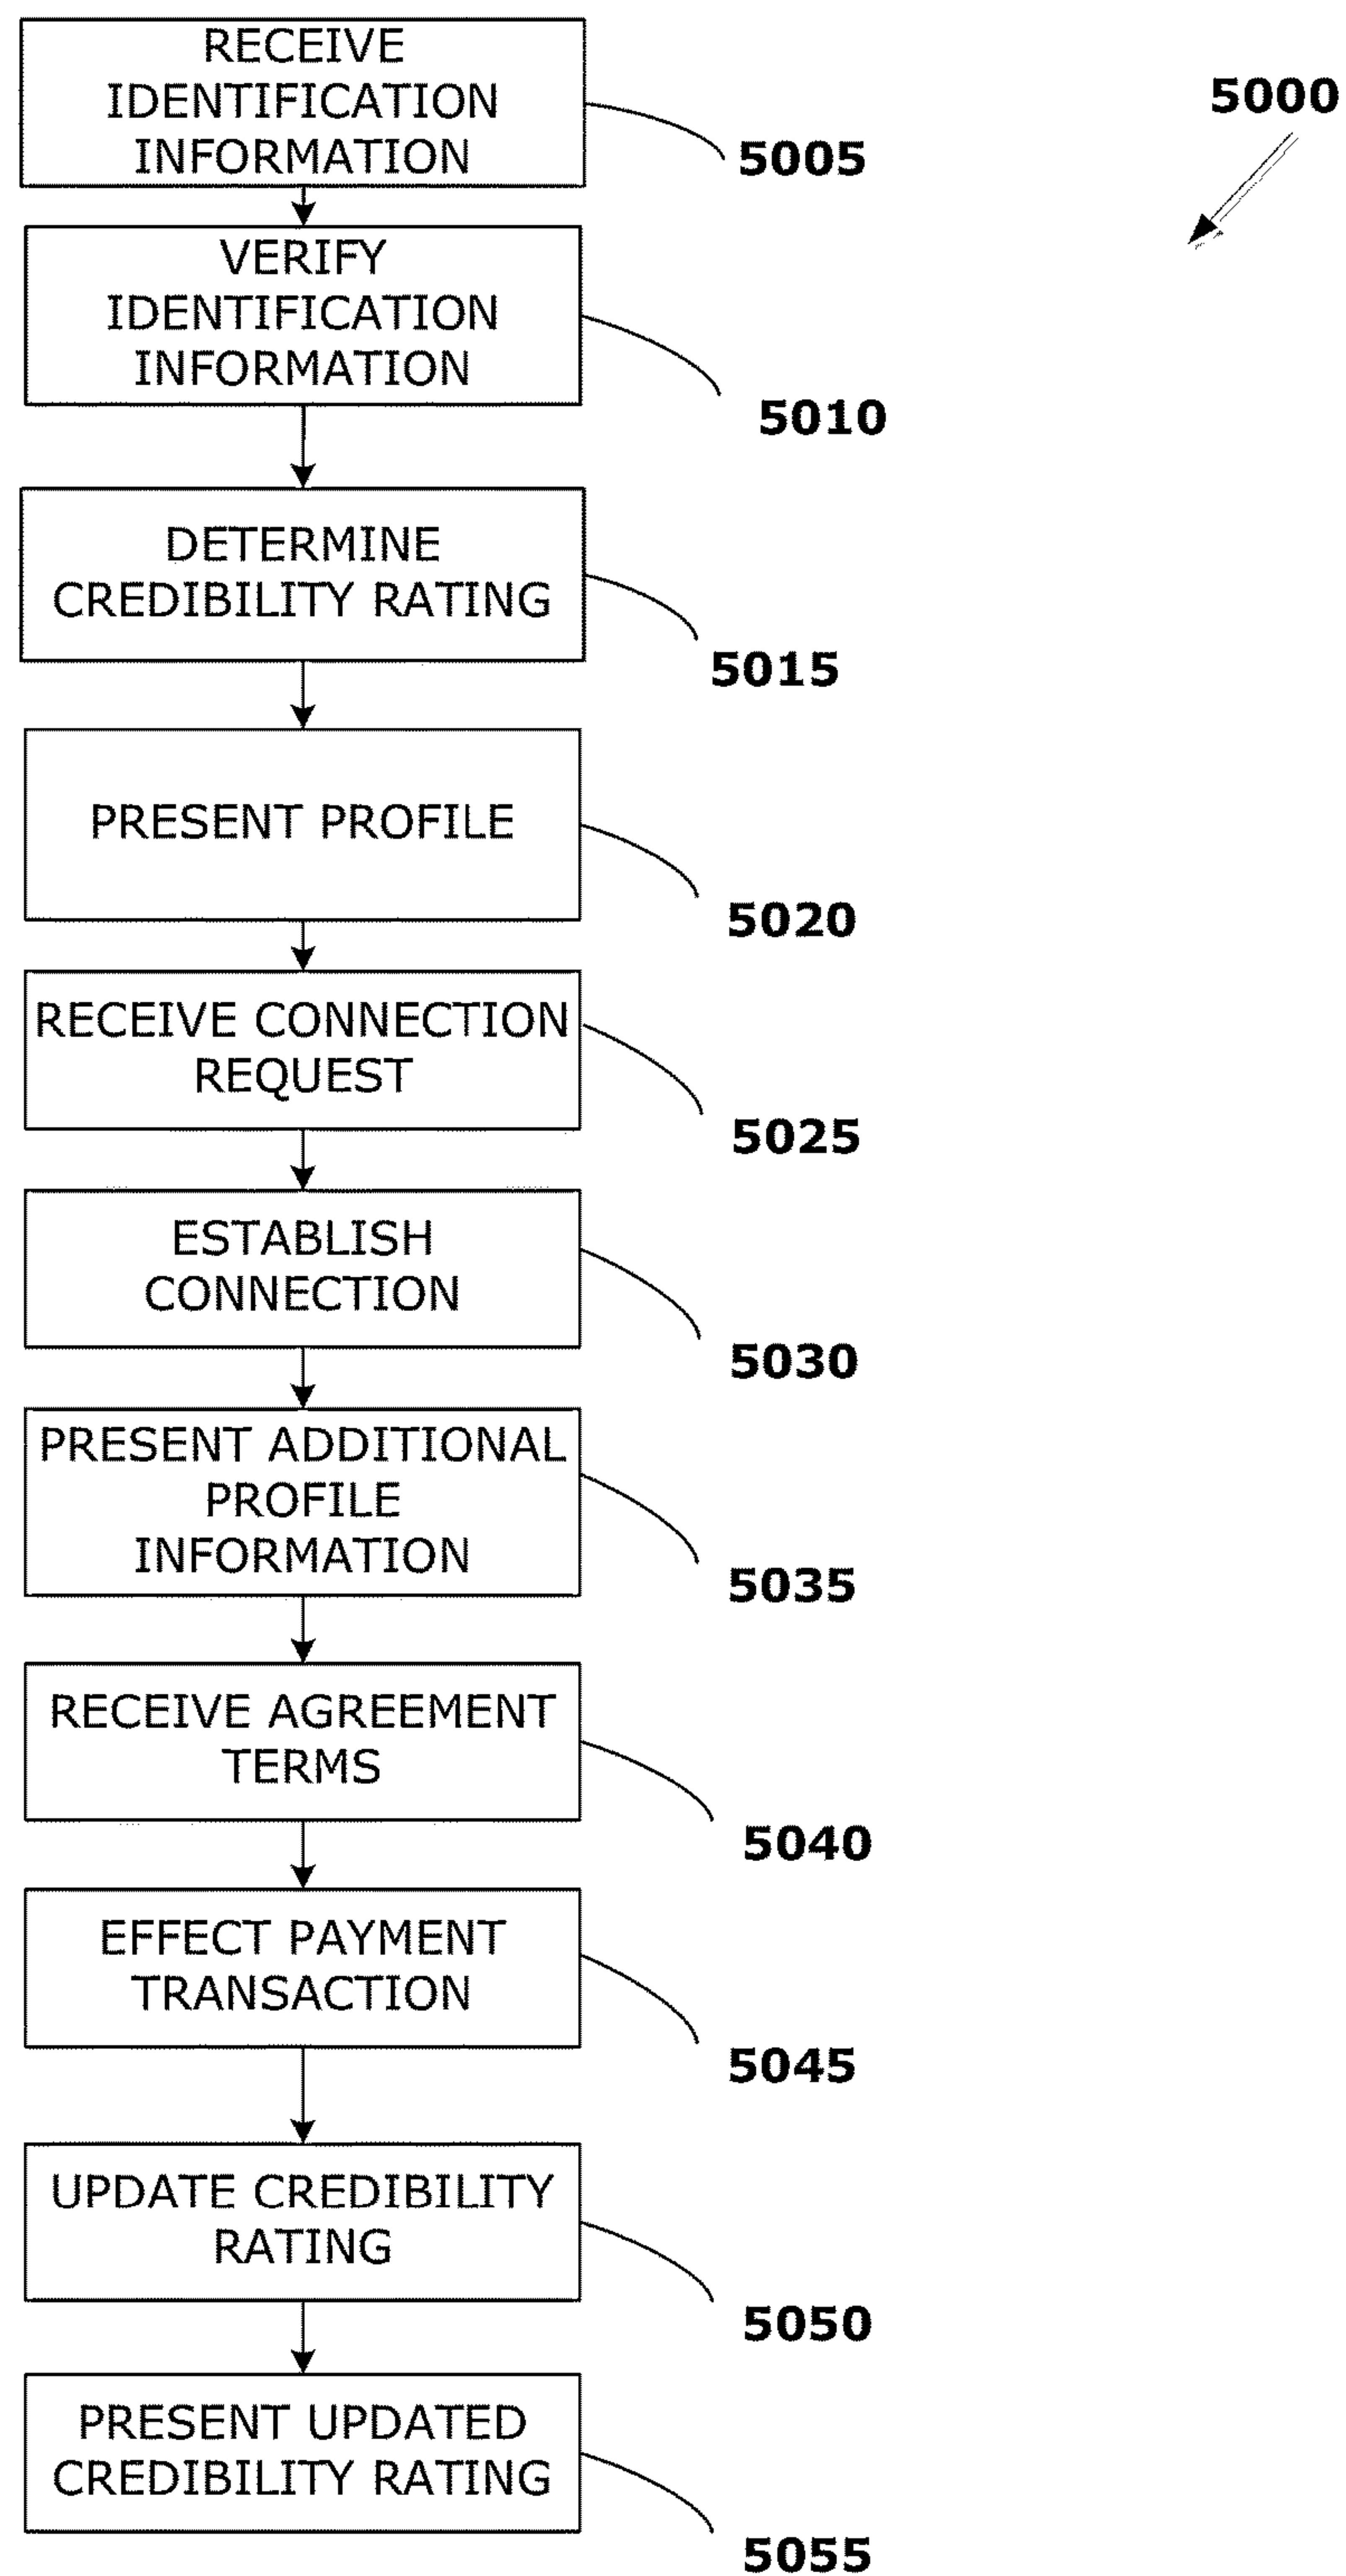 RECEIVE
IDENTIFICATION
INFORMATION
5005
5000
VERIFY
IDENTIFICATION
INFORMATION
5010
DETERMINE
CREDIBILITY RATING
5015
PRESENT PROFILE
5020
RECEIVE CONNECTION
REQUEST
5025
ESTABLISH
CONNECTION
5030
PRESENT ADDITIONAL
PROFILE
INFORMATION
5035
RECEIVE AGREEMENT
TERMS
5040
EFFECT PAYMENT
TRANSACTION
5045
UPDATE CREDIBILITY
RATING
5050
PRESENT UPDATED
CREDIBILITY RATING
5055